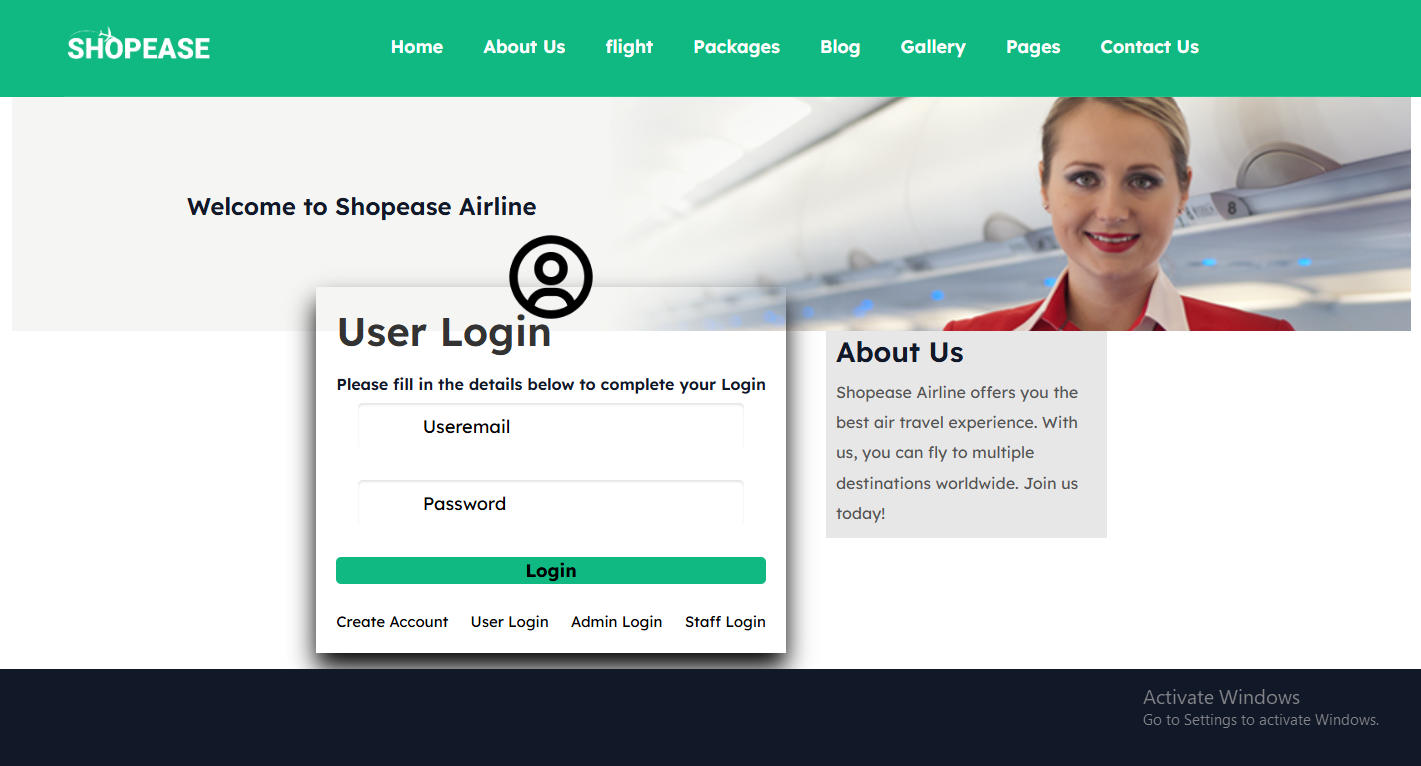 SHOPEASE
Home
About Us
flight
Packages
Blog
Gallery
Pages
Contact Us
8
Welcome to Shopease Airline
User Login
Please fill in the details below to complete your Login
Useremail
Password
Login
Create Account
User Login
Admin Login
Staff Login
About Us
Shopease Airline offers you the
best air travel experience. With
us, you can fly to multiple
destinations worldwide. Join us
today!
Activate Windows
Go to Settings to activate Windows.